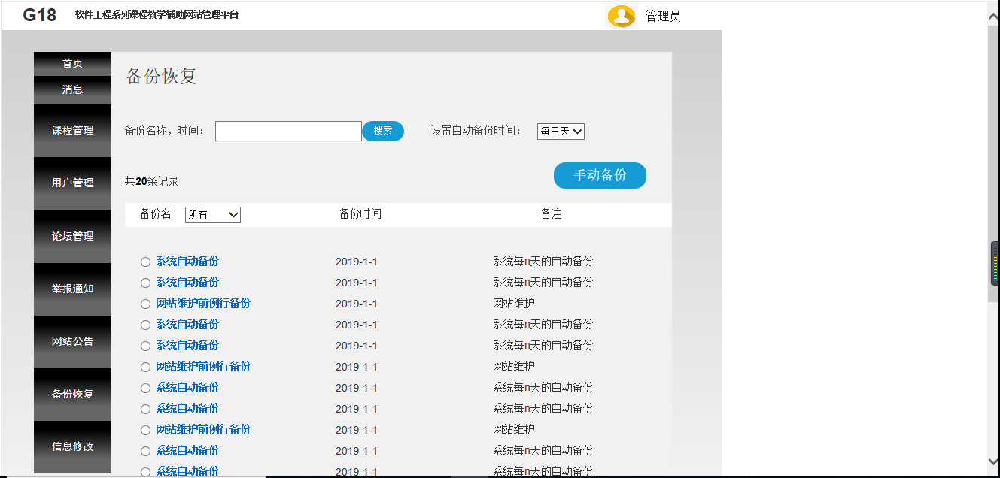 G18 软件工程系列课程教学辅助网站管理平台 管理员
首页
消息
课程管理
用户管理
论坛管理
举报通知
网站公告
备份恢复
信息修改
备份恢复
备份名称，时间： 搜索 设置自动备份时间： 每三天
手动备份
共20条记录
备份名 所有 备份时间 备注
系统自动备份 2019-1-1 系统每n天的自动备份
系统自动备份 2019-1-1 系统每n天的自动备份
网站维护前例行备份 2019-1-1 网站维护
系统自动备份 2019-1-1 系统每n天的自动备份
系统自动备份 2019-1-1 系统每n天的自动备份
网站维护前例行备份 2019-1-1 网站维护
系统自动备份 2019-1-1 系统每n天的自动备份
系统自动备份 2019-1-1 系统每n天的自动备份
网站维护前例行备份 2019-1-1 网站维护
系统自动备份 2019-1-1 系统每n天的自动备份
系统自动备份 2019-1-1 系统每n天的自动备份